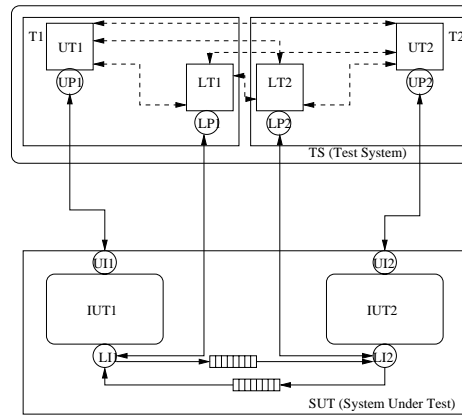 T1
UT1
UT2
T2
UP1
LT1
LT2
UP2
LP1
LP2
TS (Test System)
UI1
UI2
IUT1
IUT2
LI1
LI2
SUT (System Under Test)